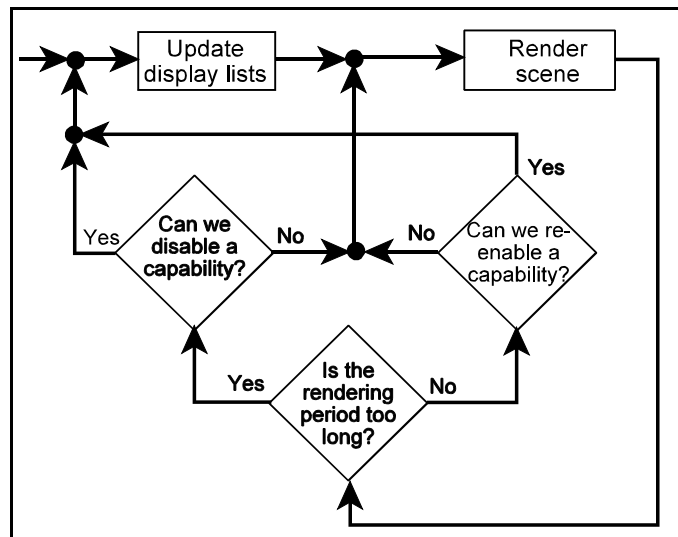 Update
display lists
Render
scene
Yes
Yes
Can we
disable a
capability?
No
No
Can we re-
enable a
capability?
Yes
Is the
rendering
period too
long?
No